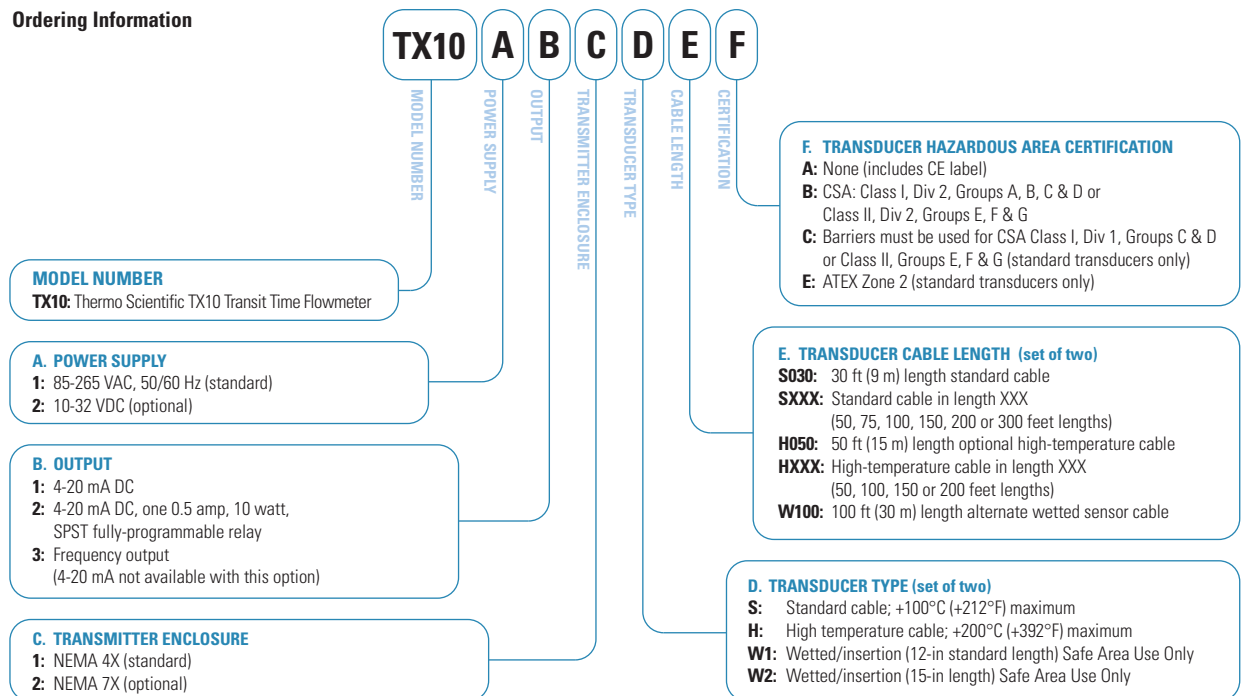 Ordering Information
TX10 A B C D E F
MODEL NUMBER
POWER SUPPLY
OUTPUT
TRANSMITTER ENCLOSURE
TRANSDUCER TYPE
CABLE LENGTH
CERTIFICATION
MODEL NUMBER
TX10: Thermo Scientific TX10 Transit Time Flowmeter
A. POWER SUPPLY
1: 85-265 VAC, 50/60 Hz (standard)
2: 10-32 VDC (optional)
B. OUTPUT
1: 4-20 mA DC
2: 4-20 mA DC, one 0.5 amp, 10 watt,
SPST fully-programmable relay
3: Frequency output
(4-20 mA not available with this option)
C. TRANSMITTER ENCLOSURE
1: NEMA 4X (standard)
2: NEMA 7X (optional)
F. TRANSDUCER HAZARDOUS AREA CERTIFICATION
A: None (includes CE label)
B: CSA: Class I, Div 2, Groups A, B, C & D or
Class II, Div 2, Groups E, F & G
C: Barriers must be used for CSA Class I, Div 1, Groups C & D
or Class II, Groups E, F & G (standard transducers only)
E: ATEX Zone 2 (standard transducers only)
E. TRANSDUCER CABLE LENGTH (set of two)
S030: 30 ft (9 m) length standard cable
SXXX: Standard cable in length XXX
(50, 75, 100, 150, 200 or 300 feet lengths)
H050: 50 ft (15 m) length optional high-temperature cable
HXXX: High-temperature cable in length XXX
(50, 100, 150 or 200 feet lengths)
W100: 100 ft (30 m) length alternate wetted sensor cable
D. TRANSDUCER TYPE (set of two)
S: Standard cable; +100°C (+212°F) maximum
H: High temperature cable; +200°C (+392°F) maximum
W1: Wetted/insertion (12-in standard length) Safe Area Use Only
W2: Wetted/insertion (15-in length) Safe Area Use Only